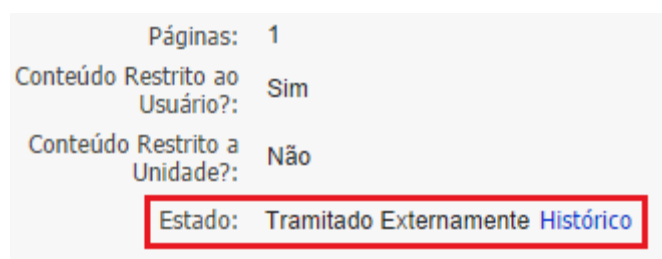 Páginas: 1
Conteúdo Restrito ao
Usuário?: Sim
Conteúdo Restrito a
Unidade?: Não
Estado: Tramitado Externamente Histórico